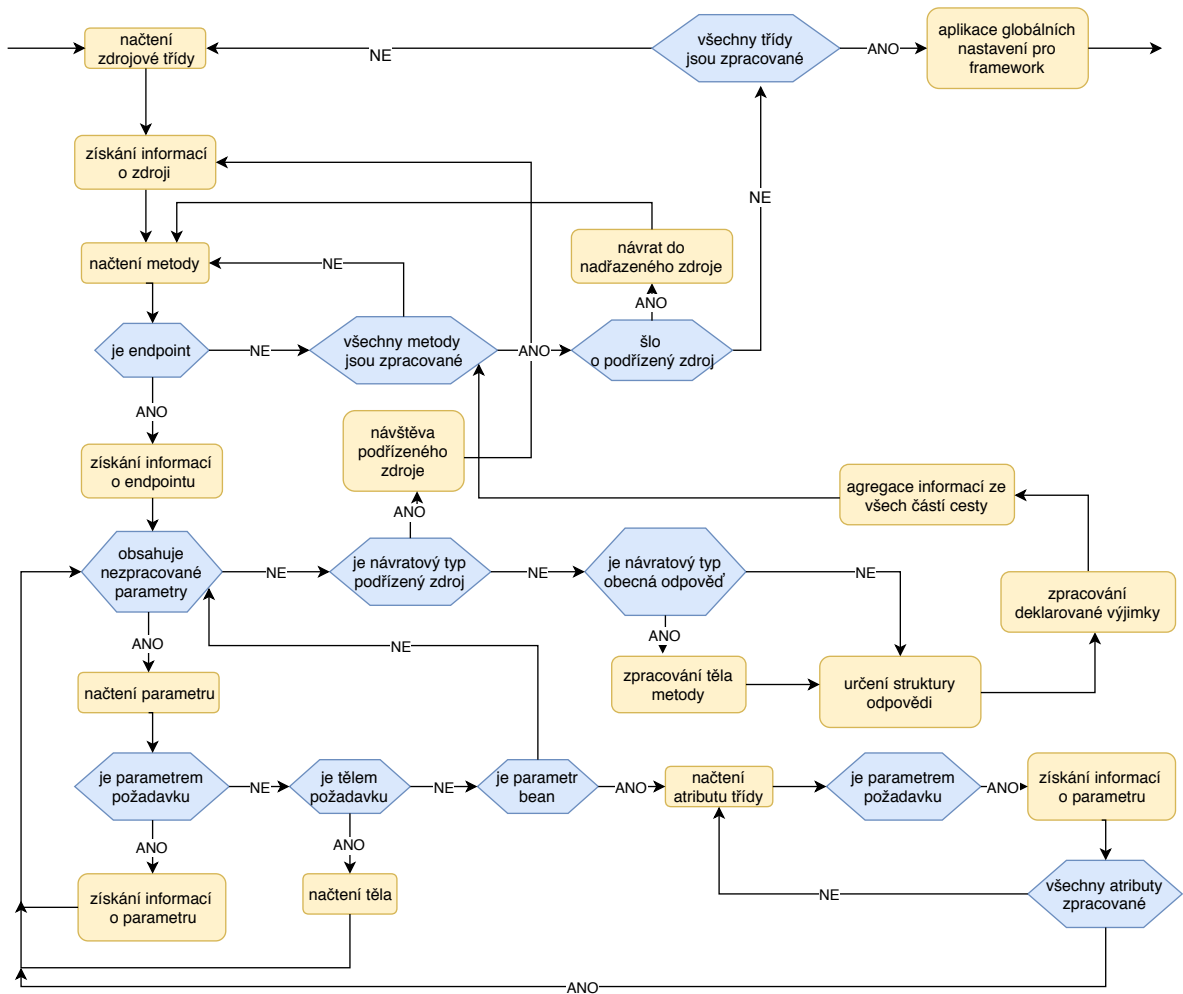 načtení
zdrojové třídy
NE
všechny třídy
jsou zpracované
ANO
aplikace globálních
nastavení pro
framework
získání informací
o zdroji
NE
načtení metody
NE
návrat do
nadřazeného zdroje
ANO
je endpoint
NE
všechny metody
jsou zpracované
ANO
šlo
o podřízený zdroj
ANO
získání informací
o endpointu
návštěva
podřízeného
zdroje
agregace informací ze
všech částí cesty
ANO
obsahuje
nezpracované
parametry
NE
je návratový typ
podřízený zdroj
NE
je návratový typ
obecná odpověď
NE
zpracování
deklarované výjimky
ANO
NE
ANO
načtení parametru
zpracování těla
metody
určení struktury
odpovědi
je parametrem
požadavku
NE
je tělem
požadavku
NE
je parametr
bean
ANO
načtení
atributu třídy
je parametrem
požadavku
ANO
získání informací
o parametru
ANO
ANO
získání informací
o parametru
načtení těla
NE
všechny atributy
zpracované
ANO